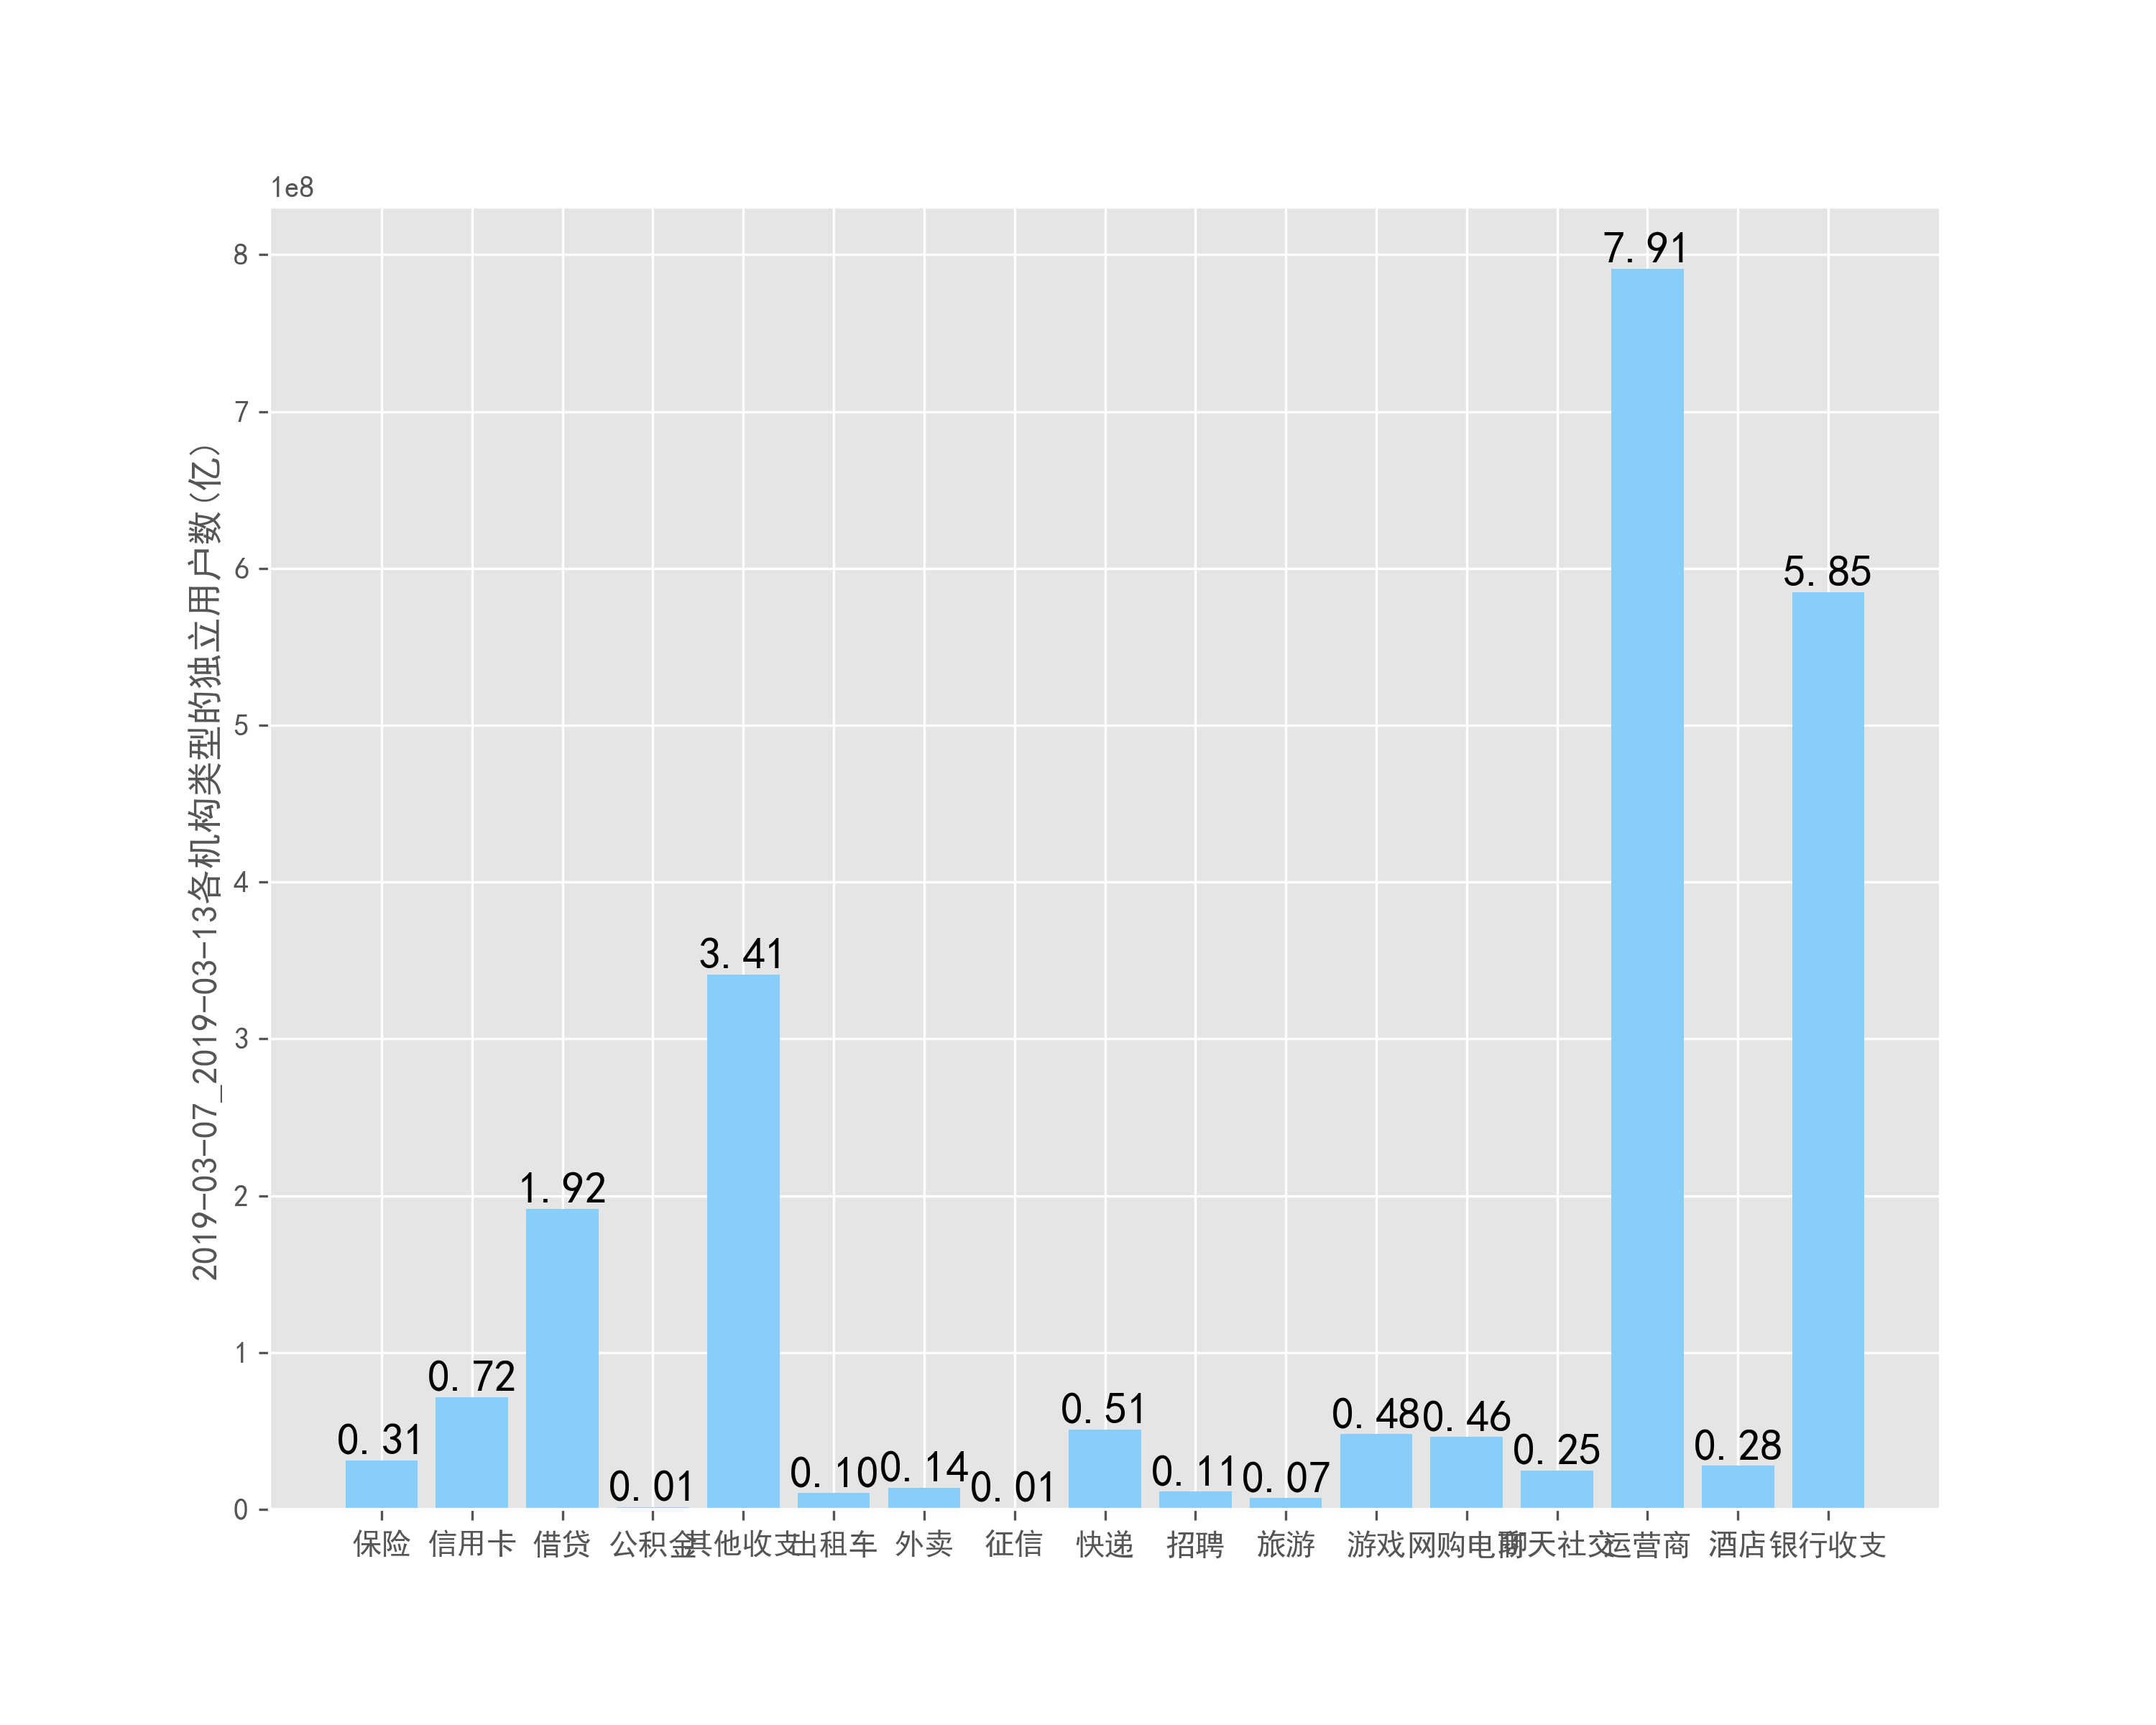 1e8
8
7
6
5
4
3
2
1
0
2019-03-07_2019-03-13各机构类型的独立用户数(亿)
0.31
0.72
1.92
0.01
3.41
0.10
0.14
0.01
0.51
0.11
0.07
0.48
0.46
0.25
7.91
0.28
5.85
保险
信用卡
借贷
公积金
其他收支
出租车
外卖
征信
快递
招聘
旅游
游戏
网购电商
聊天社交
运营商
酒店
银行收支